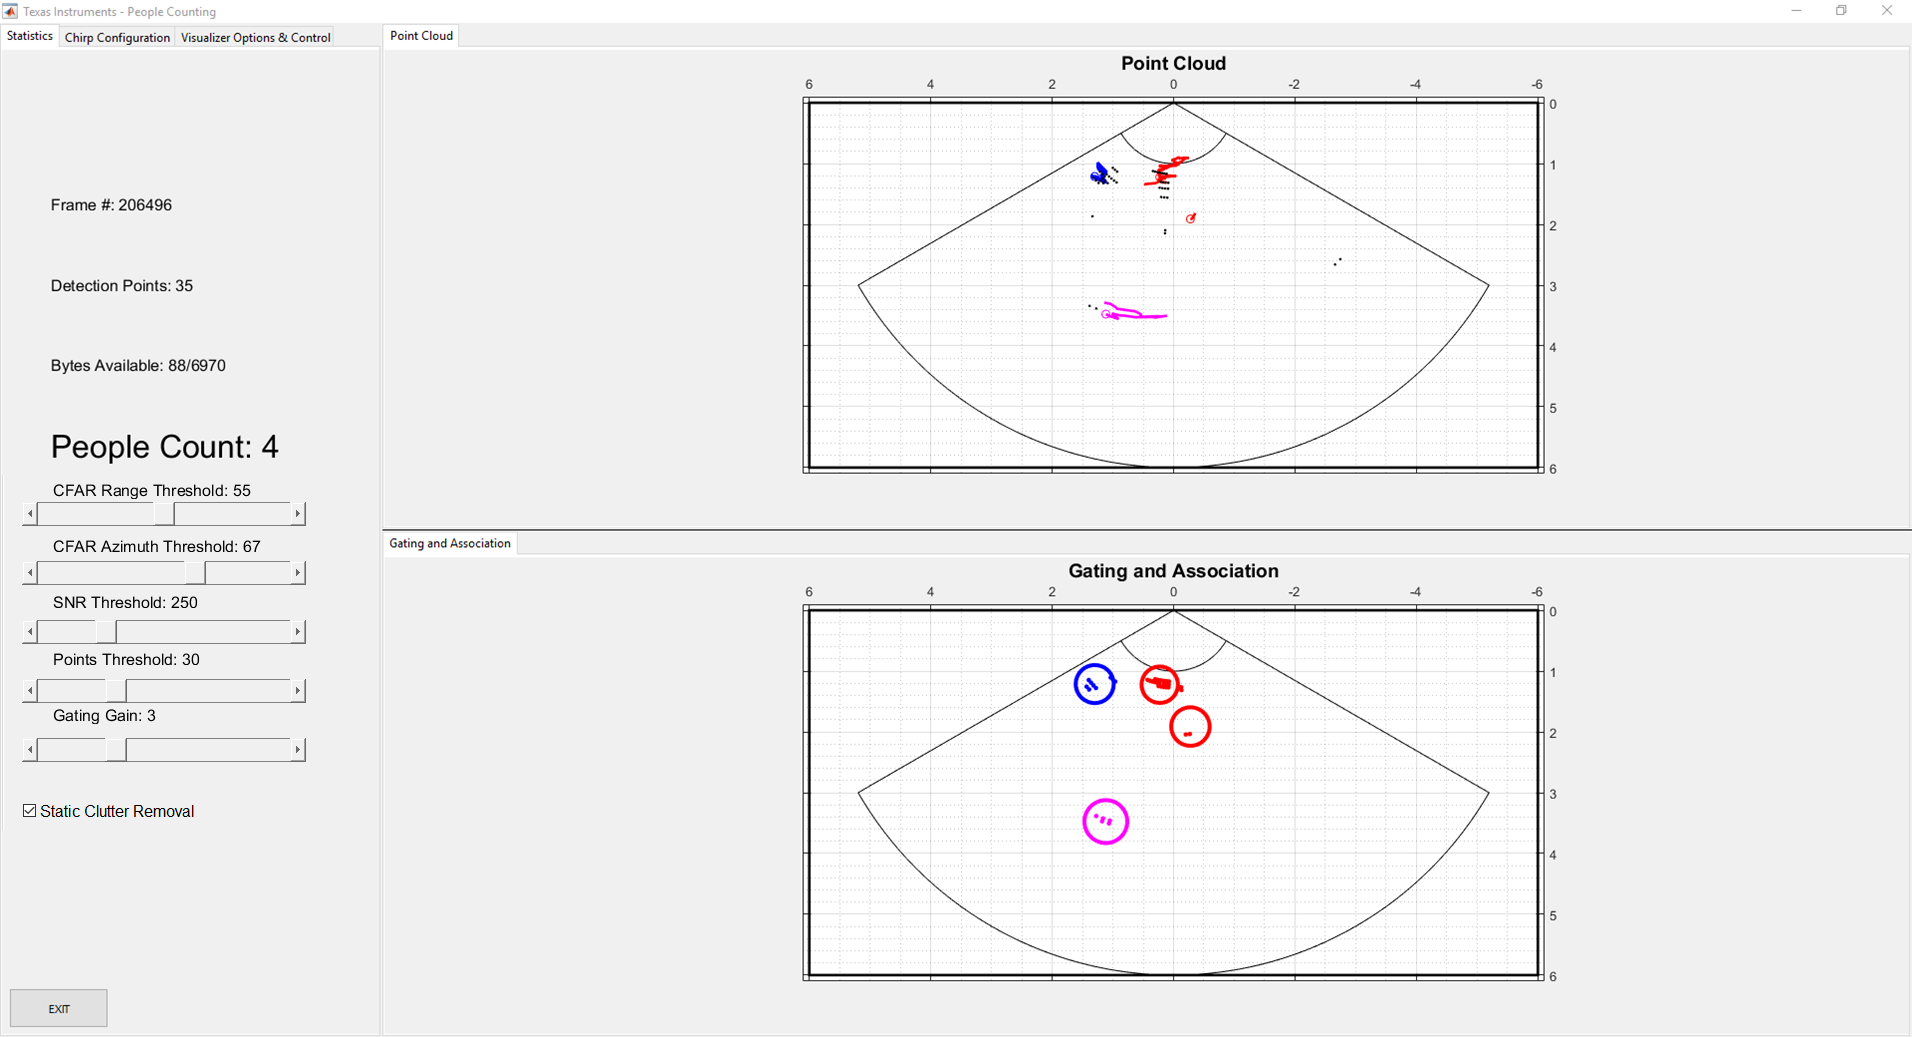 Texas Instruments - People Counting
Statistics
Chirp Configuration
Visualizer Options & Control
Frame #: 206496
Detection Points: 35
Bytes Available: 88/6970
People Count: 4
CFAR Range Threshold: 55
CFAR Azimuth Threshold: 67
SNR Threshold: 250
Points Threshold: 30
Gating Gain: 3
Static Clutter Removal
EXIT
Point Cloud
Point Cloud
6 4 2 0 -2 -4 -6
0
1
2
3
4
5
6
Gating and Association
Gating and Association
6 4 2 0 -2 -4 -6
0
1
2
3
4
5
6